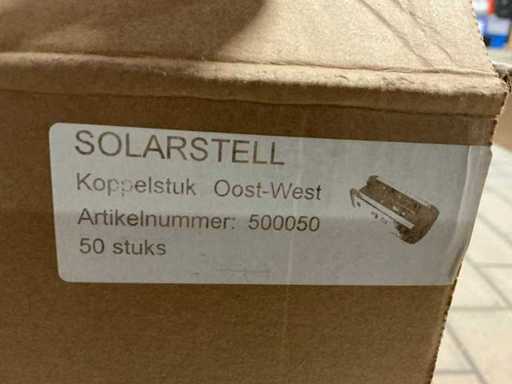 SOLARSTELL
Koppelstuk Oost-West
Artikelnummer: 500050
50 stuks